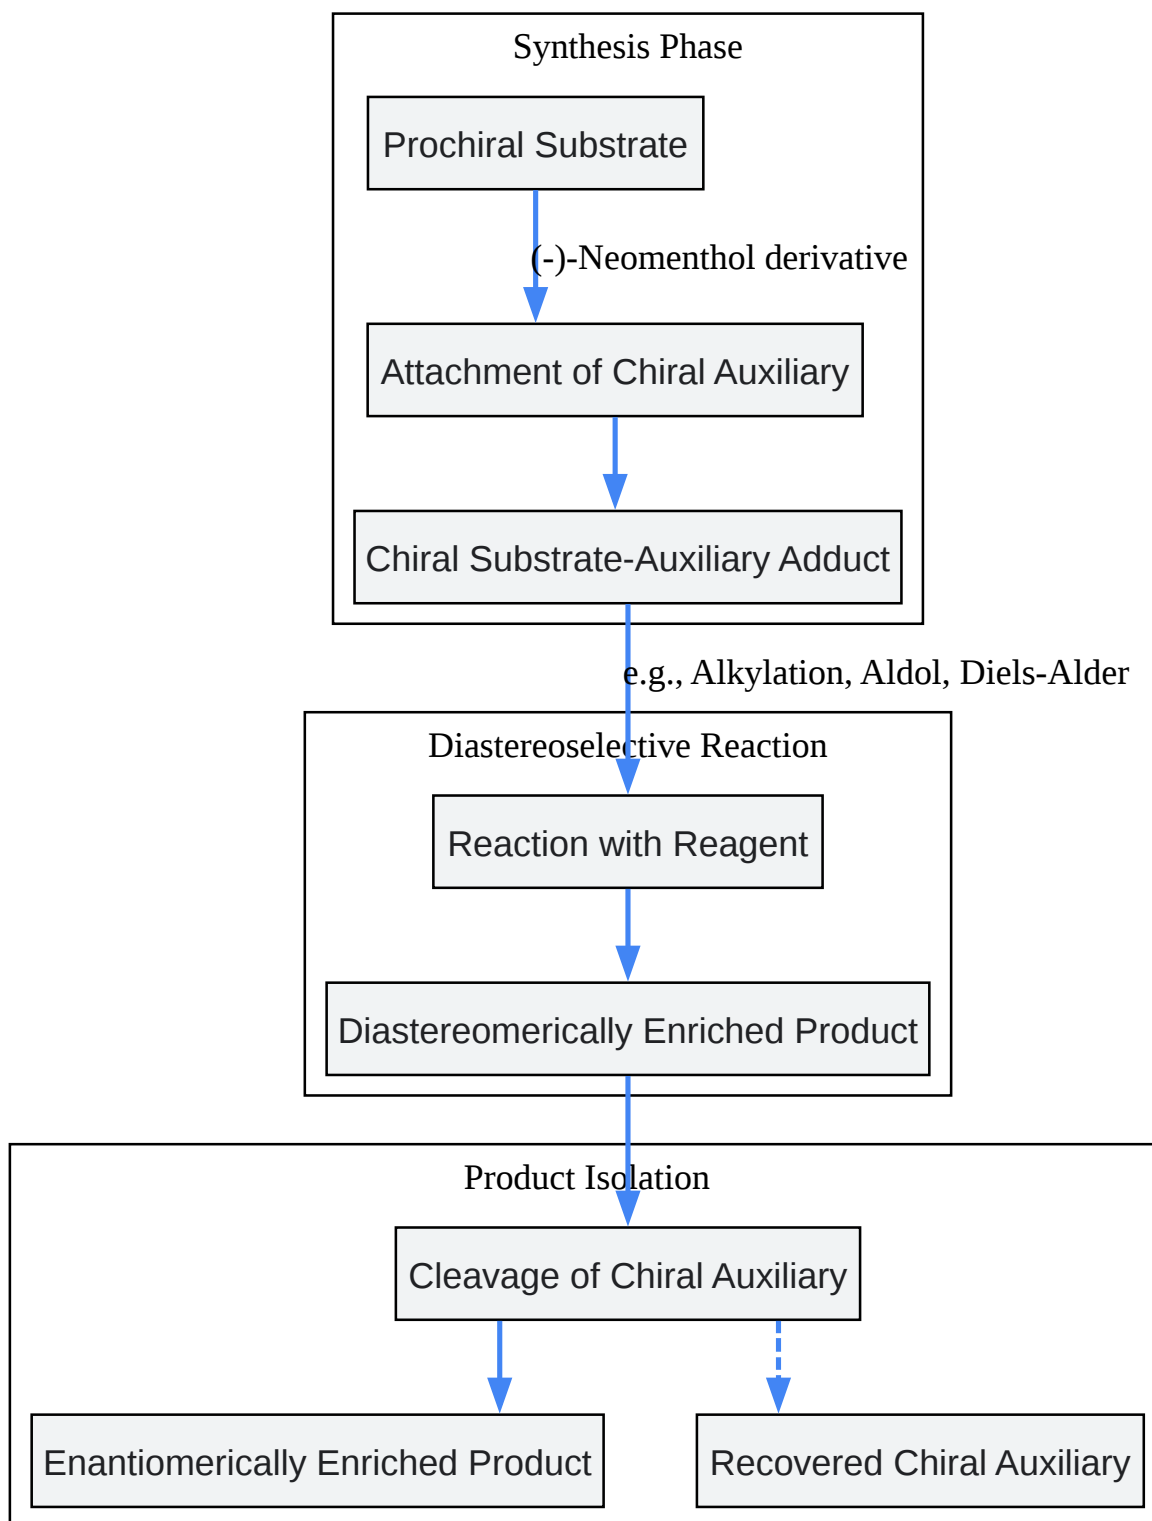 Synthesis Phase
Prochiral Substrate
(-)-Neomenthol derivative
Attachment of Chiral Auxiliary
Chiral Substrate-Auxiliary Adduct
e.g., Alkylation, Aldol, Diels-Alder
Diastereoselective Reaction
Reaction with Reagent
Diastereomerically Enriched Product
Product Isolation
Cleavage of Chiral Auxiliary
Enantiomerically Enriched Product
Recovered Chiral Auxiliary